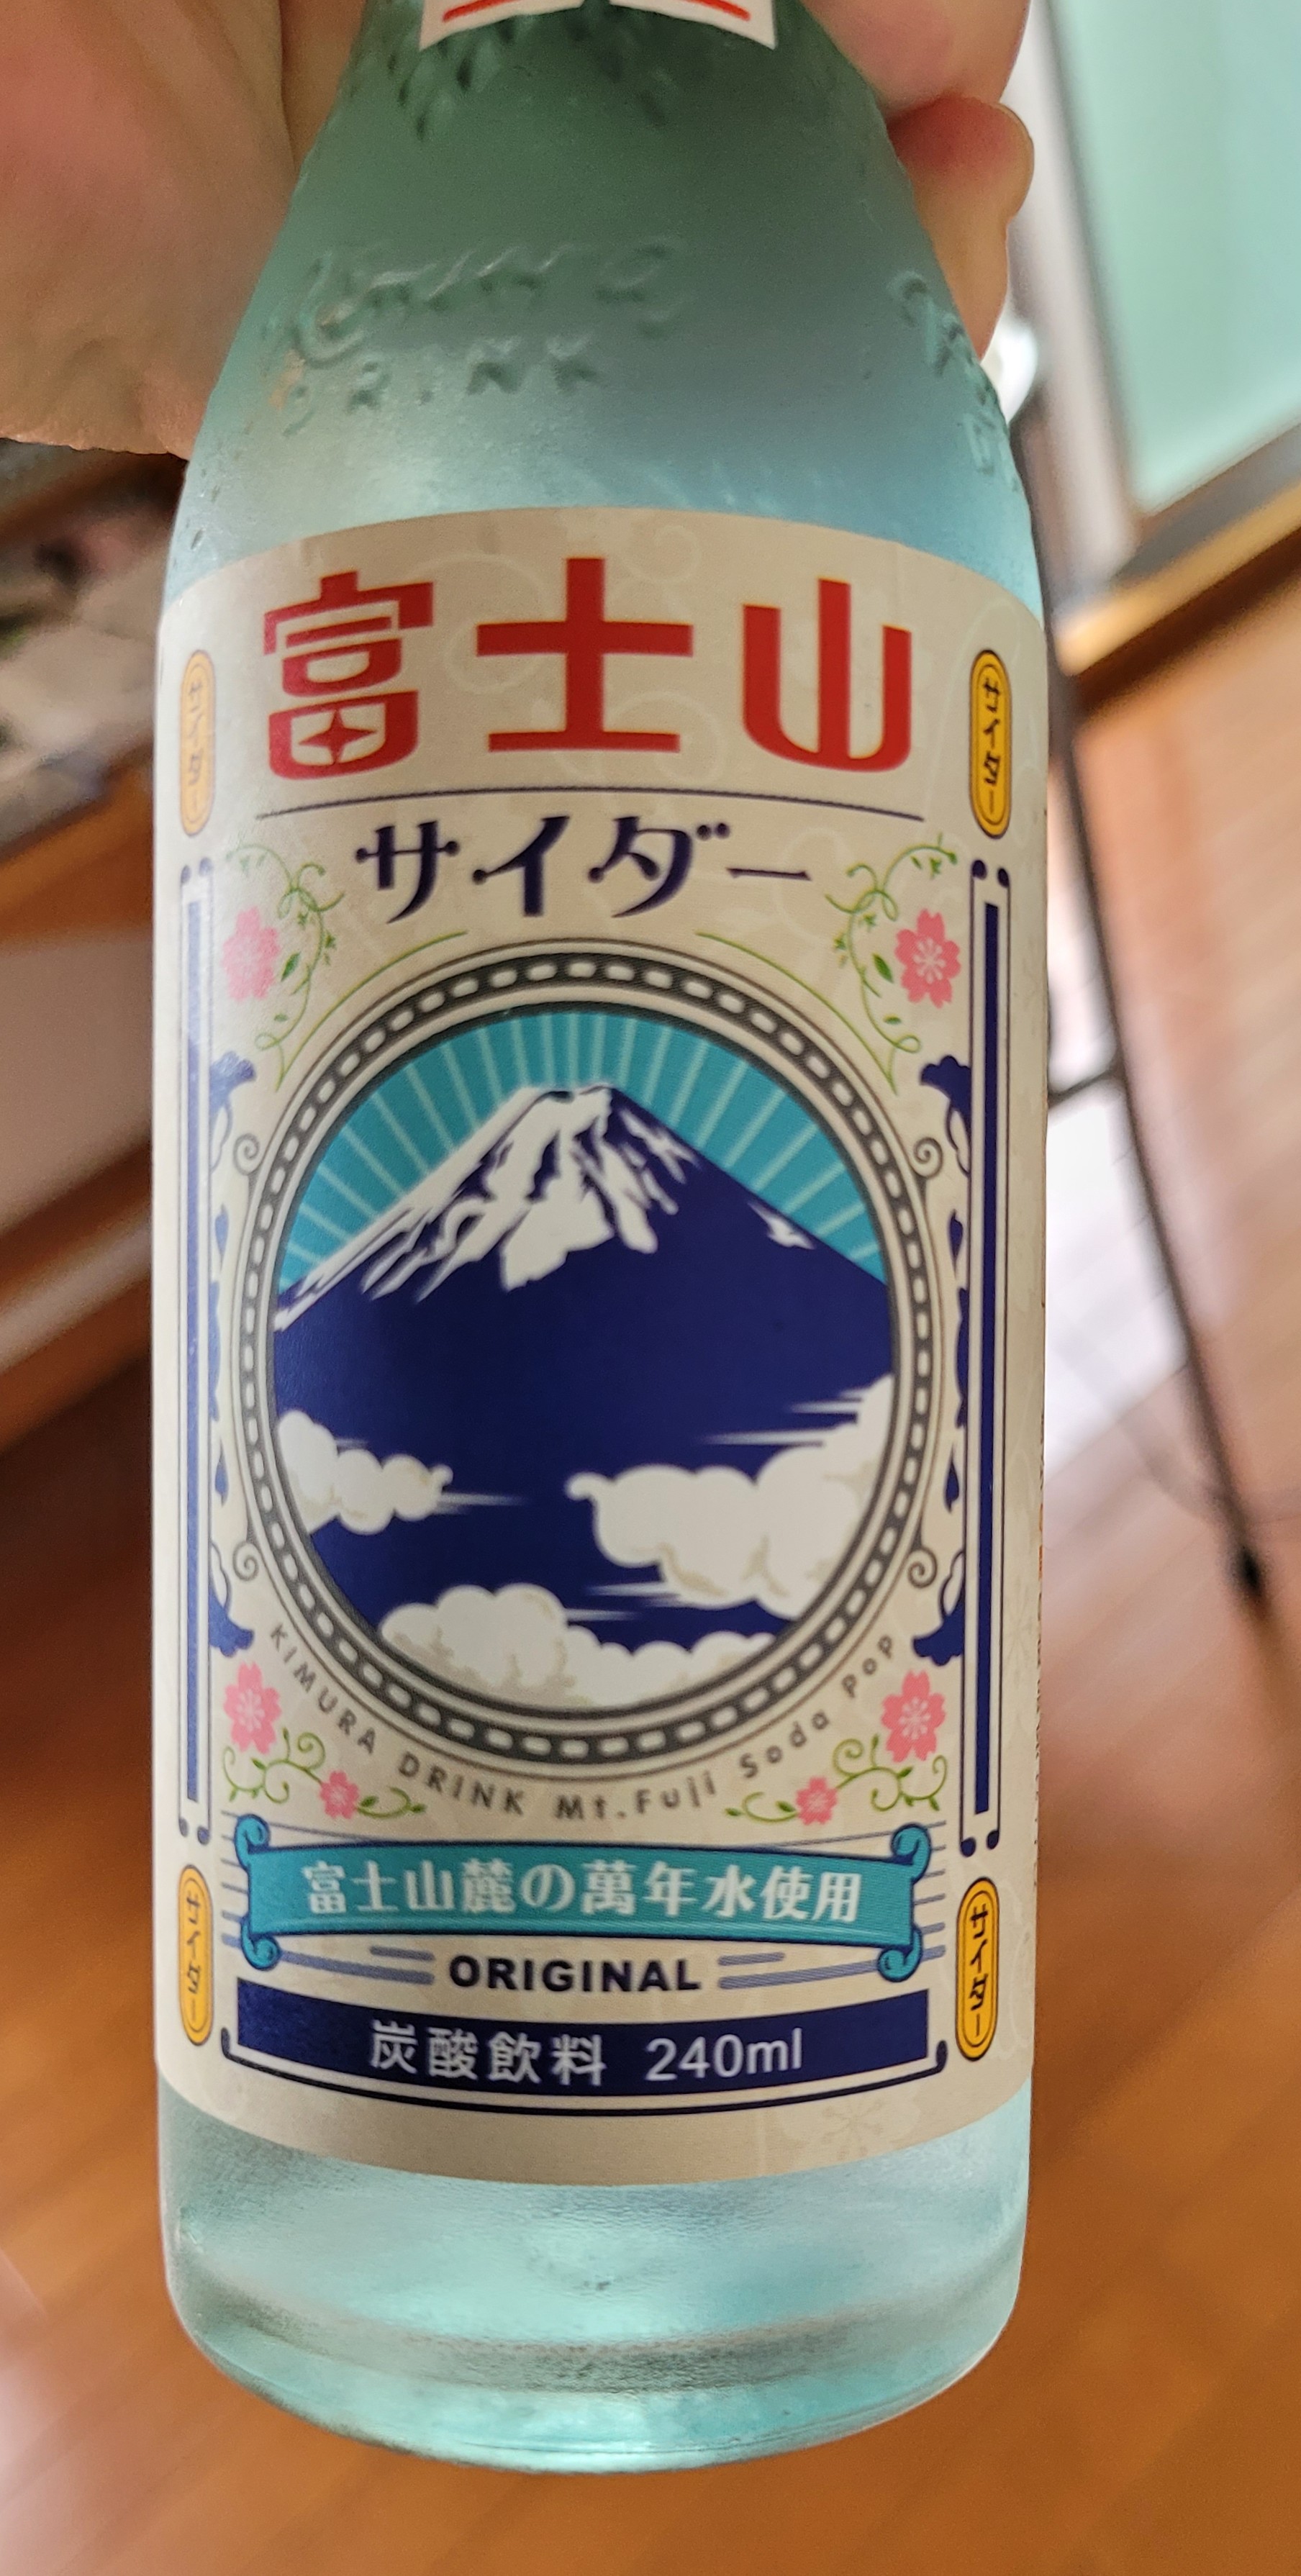 Kimura
DRINK
富士山
サイダー
サイダー
サイダー
KIMURA DRINK Mt.Fuji Soda pop
富士山麓の萬年水使用
ORIGINAL
サイダー
サイダー
炭酸飲料 240ml